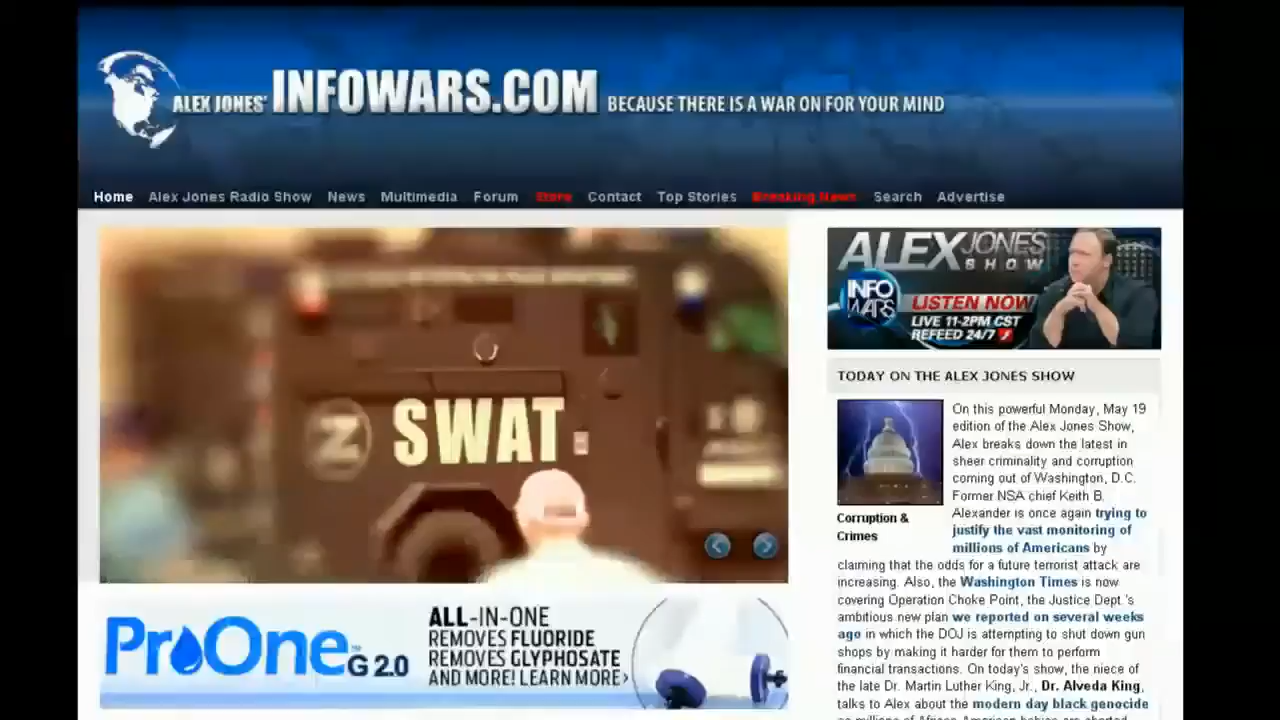 ALEX JONES' INFOWARS.COM BECAUSE THERE IS A WAR ON FOR YOUR MIND
Home Alex Jones Radio Show News Multimedia Forum Store Contact Top Stories Breaking News Search Advertise
SWAT
ALEX JONES
SHOW
INFO
WARS
LISTEN NOW
LIVE 11-2PM CST
REFEED 24/7
TODAY ON THE ALEX JONES SHOW
On this powerful Monday, May 19
edition of the Alex Jones Show,
Alex breaks down the latest in
sheer criminality and corruption
coming out of Washington, D.C.
Former NSA chief Keith B.
Alexander is once again trying to
justify the vast monitoring of
millions of Americans by
Corruption &
Crimes
claiming that the odds for a future terrorist attack are
increasing. Also, the Washington Times is now
covering Operation Choke Point, the Justice Dept.'s
ambitious new plan we reported on several weeks
ago in which the DOJ is attempting to shut down gun
shops by making it harder for them to perform
financial transactions. On today's show, the niece of
the late Dr. Martin Luther King, Jr., Dr. Alveda King,
talks to Alex about the modern day black genocide
as millions of African-American babies are aborted
ProOne™ G 2.0
ALL-IN-ONE
REMOVES FLUORIDE
REMOVES GLYPHOSATE
AND MORE! LEARN MORE ›